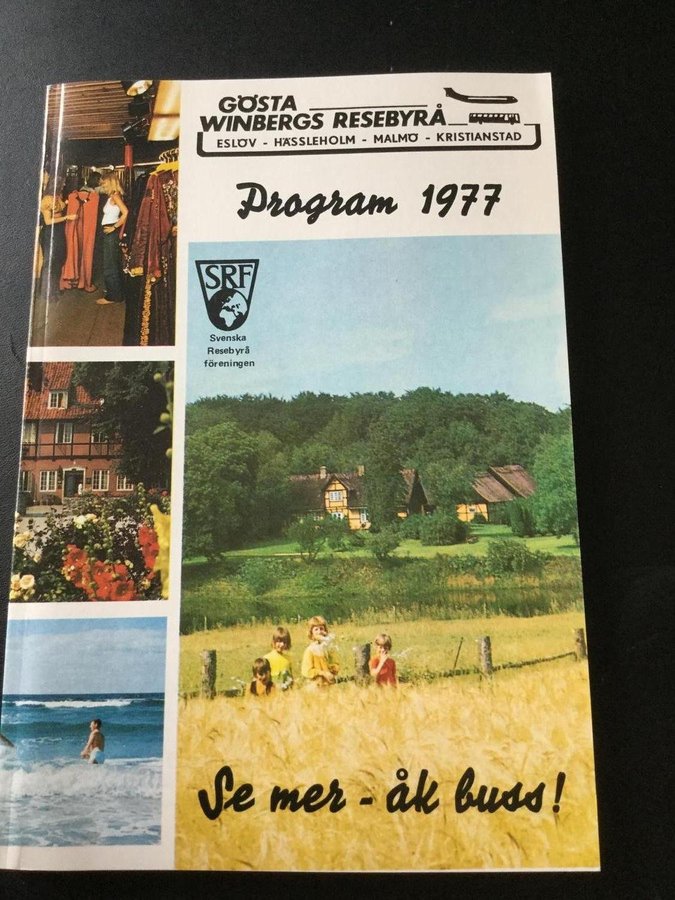 GÖSTA
WINBERGS RESEBYRÅ
ESLÖV - HÄSSLEHOLM - MALMÖ - KRISTIANSTAD
Program 1977
SRF
Svenska
Resebyrå
föreningen
Se mer - åk buss!